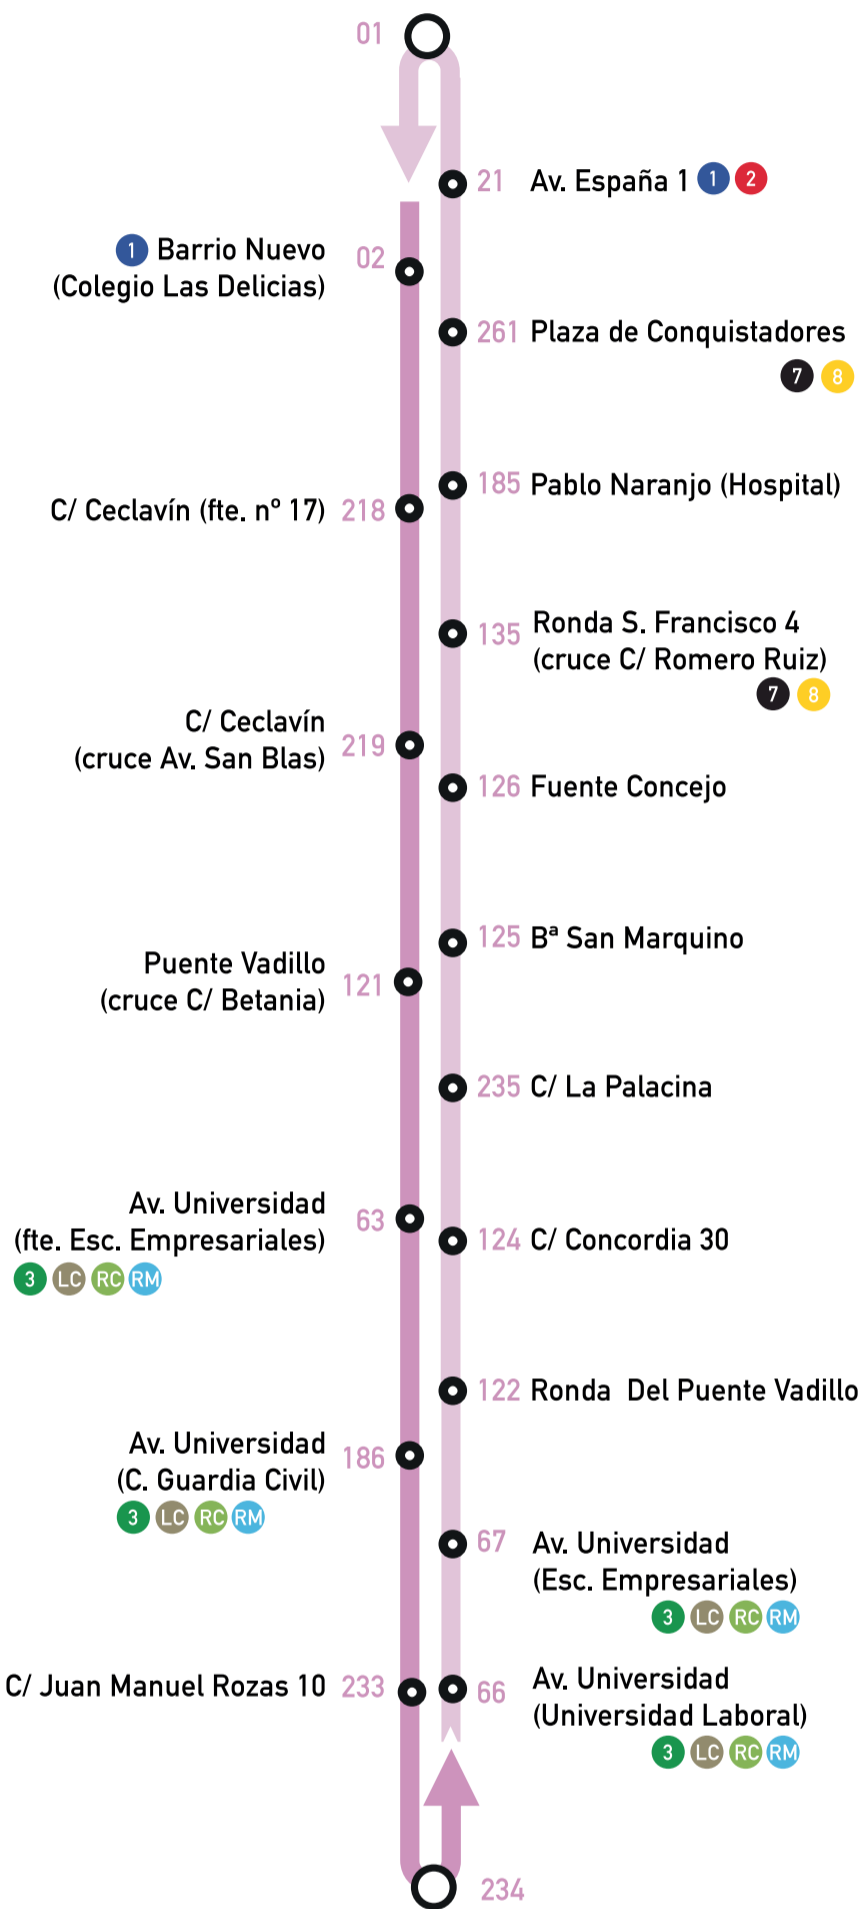 01
21 Av. España 1 1 2
1 Barrio Nuevo 02
(Colegio Las Delicias)
261 Plaza de Conquistadores
7 8
185 Pablo Naranjo (Hospital)
C/ Ceclavín (fte. nº 17) 218
135 Ronda S. Francisco 4
(cruce C/ Romero Ruiz)
7 8
C/ Ceclavín
(cruce Av. San Blas) 219
126 Fuente Concejo
125 Bª San Marquino
Puente Vadillo
(cruce C/ Betania) 121
235 C/ La Palacina
Av. Universidad
(fte. Esc. Empresariales) 63
3 LC RC RM
124 C/ Concordia 30
122 Ronda Del Puente Vadillo
Av. Universidad
(C. Guardia Civil) 186
3 LC RC RM
67 Av. Universidad
(Esc. Empresariales)
3 LC RC RM
C/ Juan Manuel Rozas 10 233
66 Av. Universidad
(Universidad Laboral)
3 LC RC RM
234